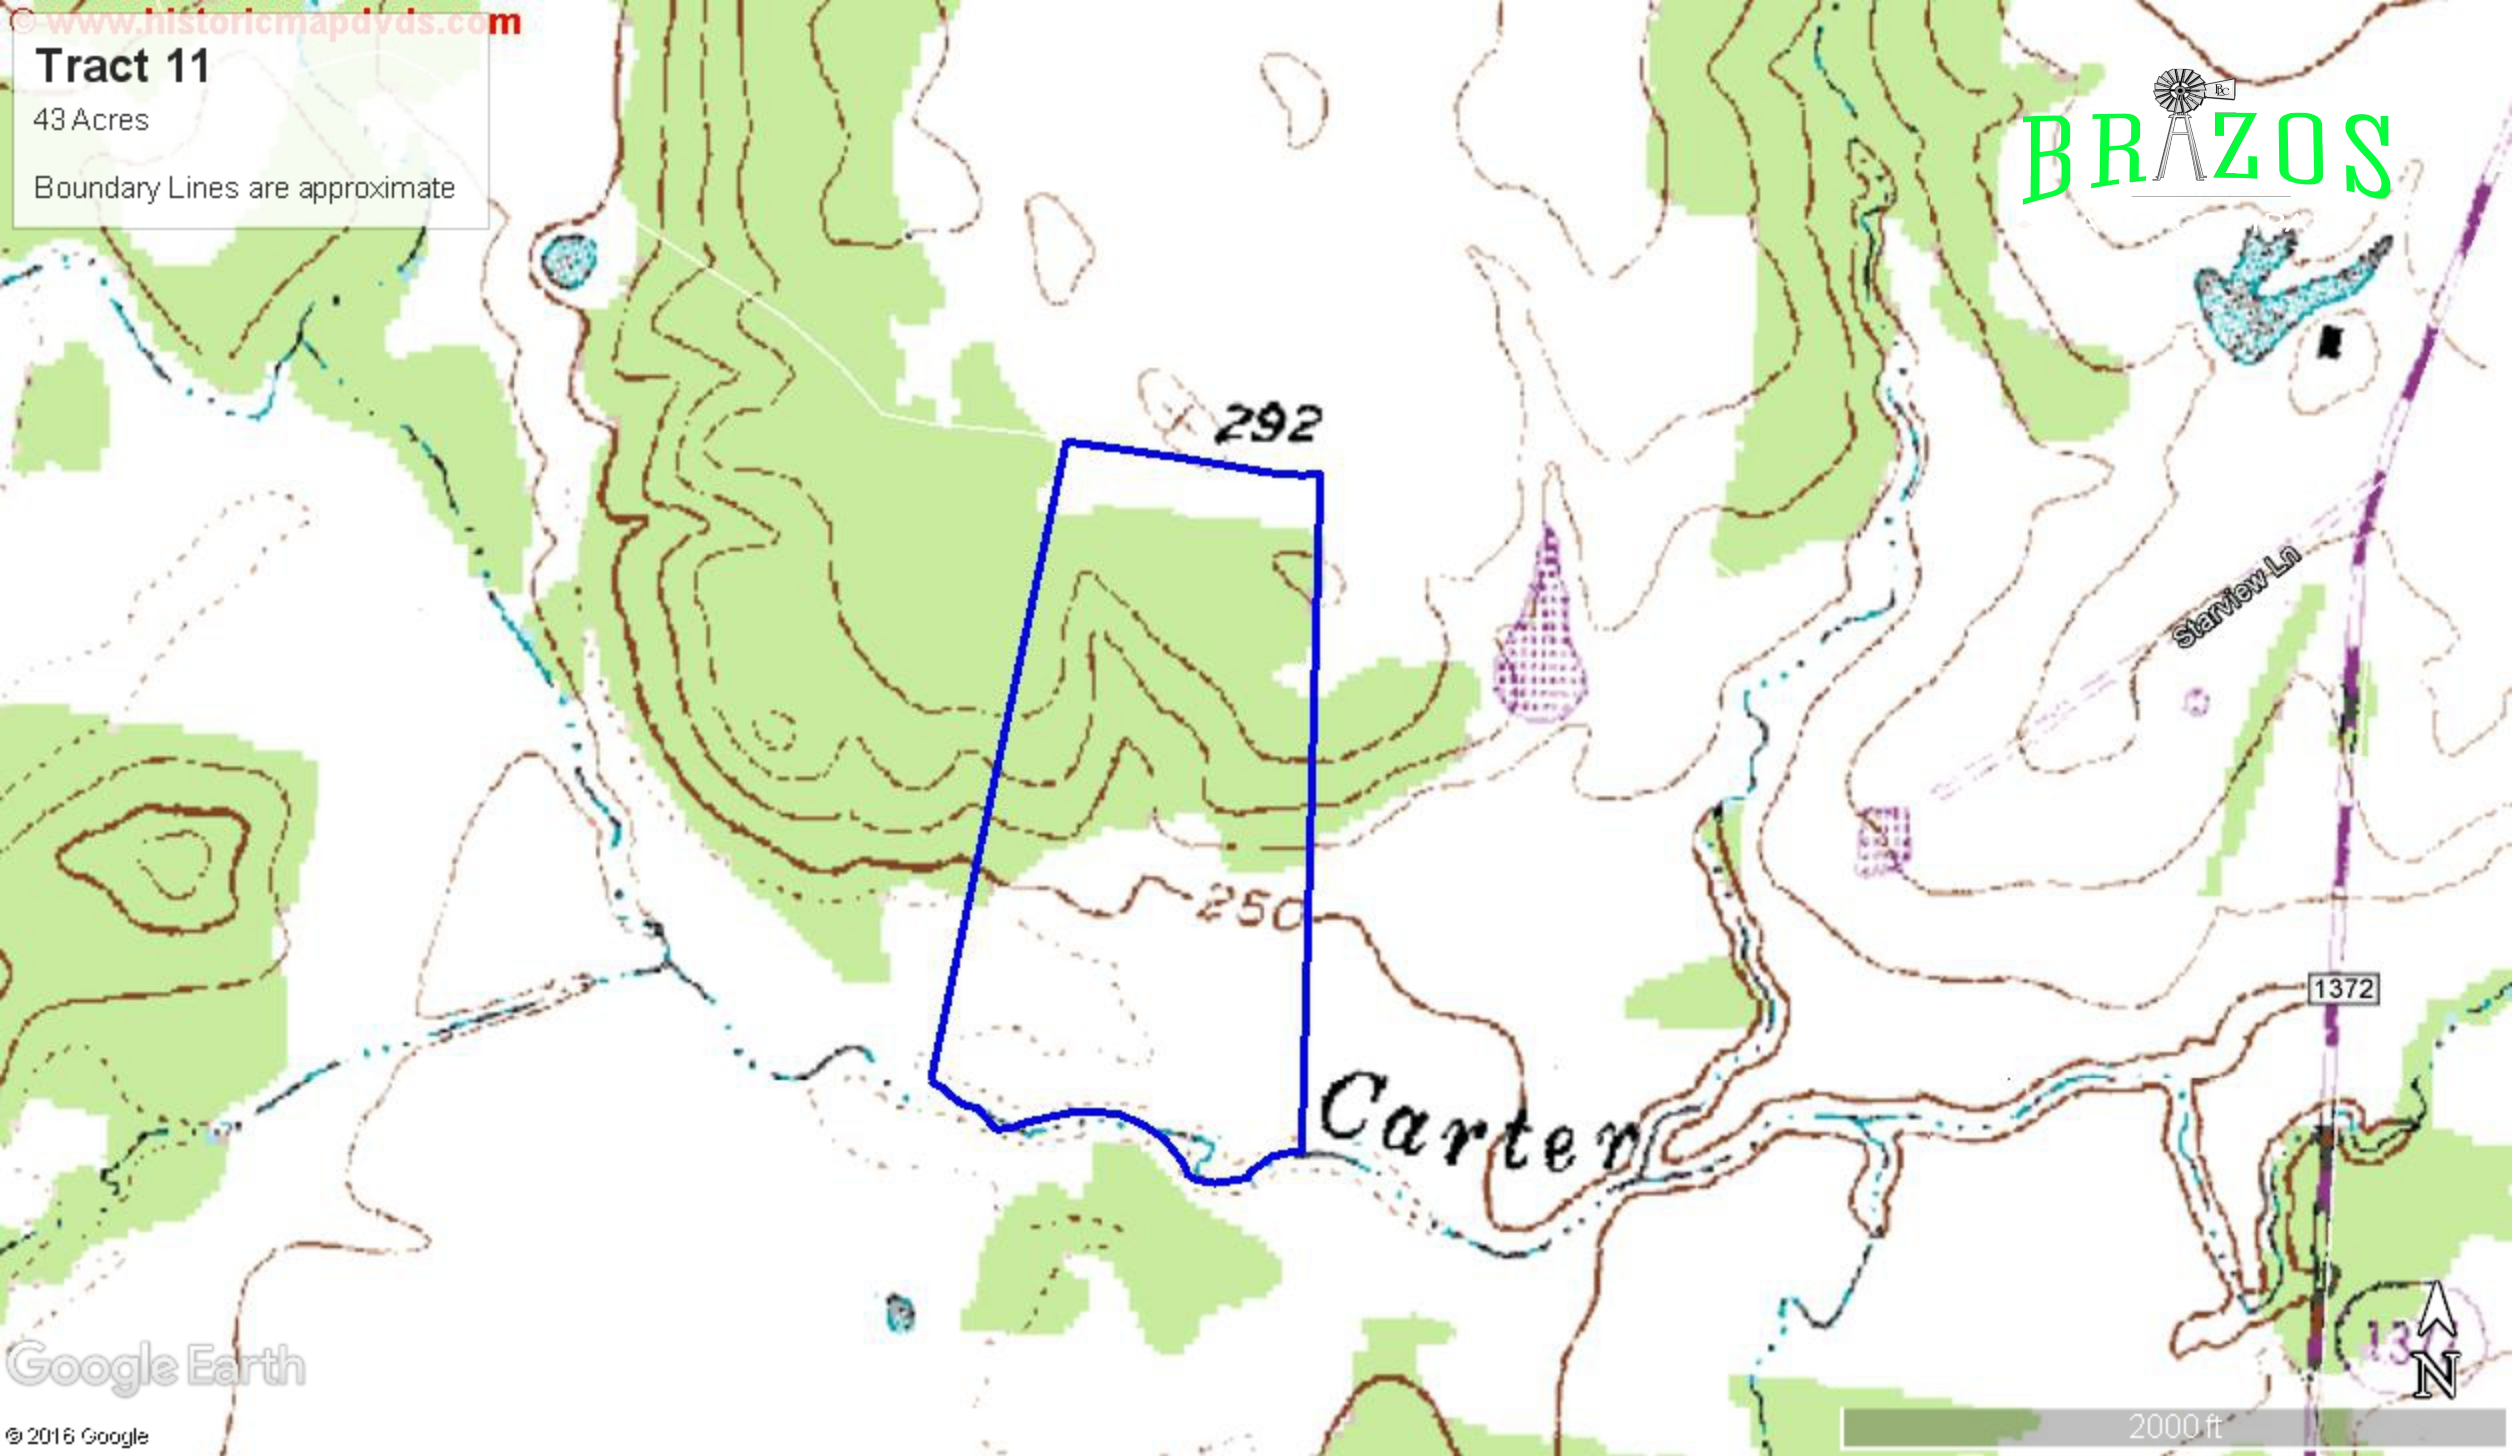 © www.historicmapdvds.com
Tract 11
43 Acres
Boundary Lines are approximate
BRAZOS
292
Starview Ln
250
1372
Carter
Google Earth
N
2000 ft
© 2016 Google